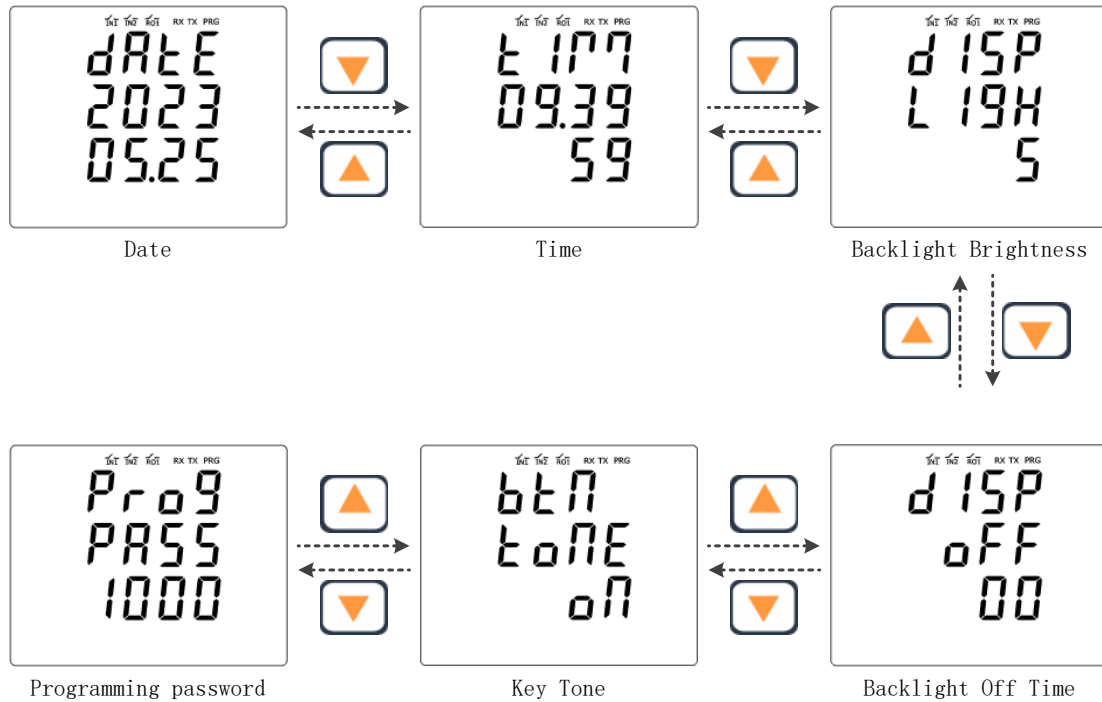 IN1 IN2 RO1 RX TX PRG
dAtE
2023
05.25
Date
IN1 IN2 RO1 RX TX PRG
tIMM
09.39
59
Time
IN1 IN2 RO1 RX TX PRG
dISP
LIgH
5
Backlight Brightness
IN1 IN2 RO1 RX TX PRG
Prog
PASS
1000
Programming password
IN1 IN2 RO1 RX TX PRG
btn
tonE
on
Key Tone
IN1 IN2 RO1 RX TX PRG
dISP
oFF
00
Backlight Off Time